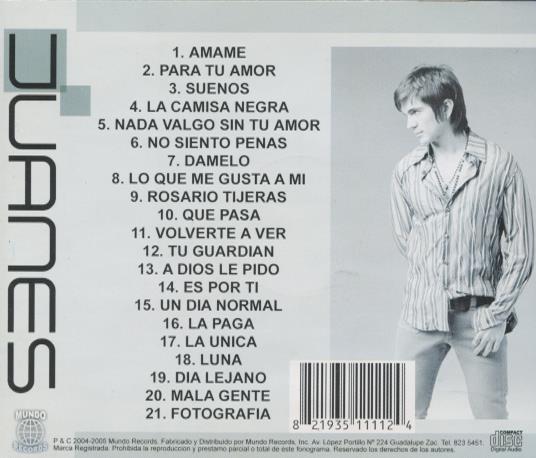 JUANES
1. AMAME
2. PARA TU AMOR
3. SUENOS
4. LA CAMISA NEGRA
5. NADA VALGO SIN TU AMOR
6. NO SIENTO PENAS
7. DAMELO
8. LO QUE ME GUSTA A MI
9. ROSARIO TIJERAS
10. QUE PASA
11. VOLVERTE A VER
12. TU GUARDIAN
13. A DIOS LE PIDO
14. ES POR TI
15. UN DIA NORMAL
16. LA PAGA
17. LA UNICA
18. LUNA
19. DIA LEJANO
20. MALA GENTE
21. FOTOGRAFIA
8 21935 11112 4
MUNDO
RECORDS
P & C 2004-2005 Mundo Records. Fabricado y Distribuido por Mundo Records, Inc. Av. López Portillo Nº 224 Guadalupe Zac. Tel. 823 5451.
Marca Registrada. Prohibida la reproduccion y prestamo parcial o total de éste fonograma. Reservado los derechos de los autores.
COMPACT
disc
Digital Audio